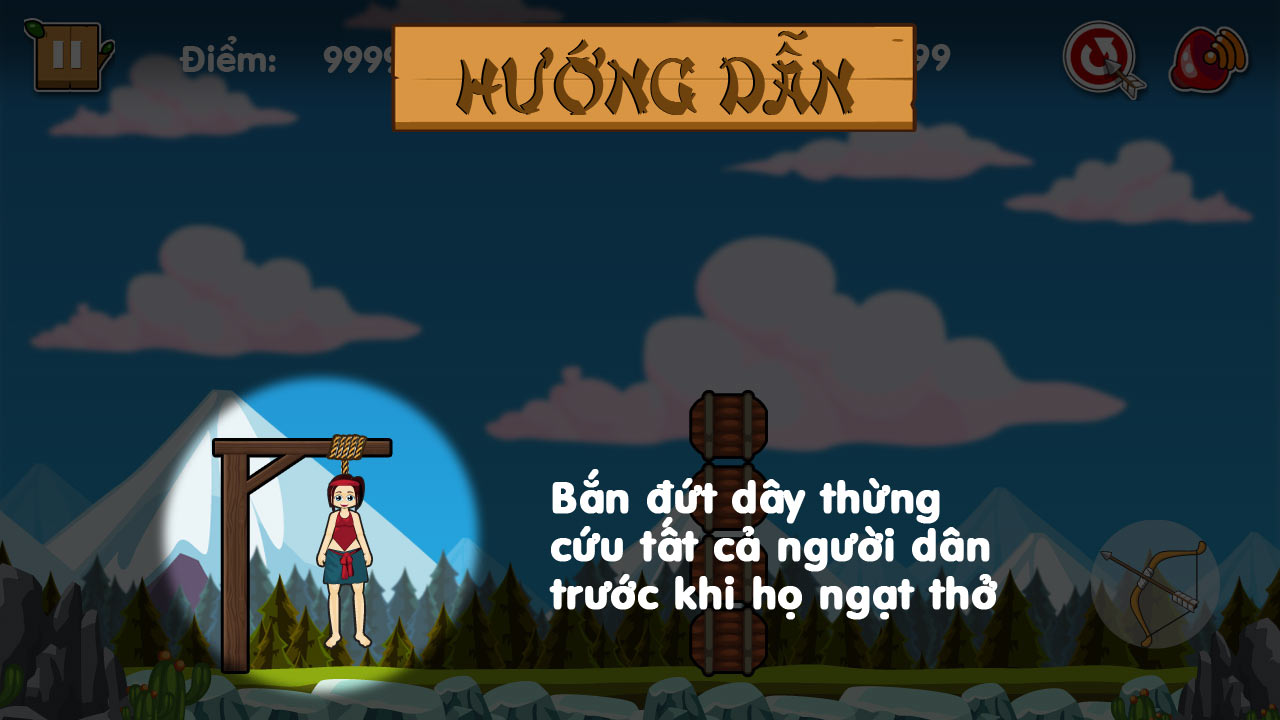 Điểm: 9999
99
HƯỚNG DẪN
Bắn đứt dây thừng
cứu tất cả người dân
trước khi họ ngạt thở